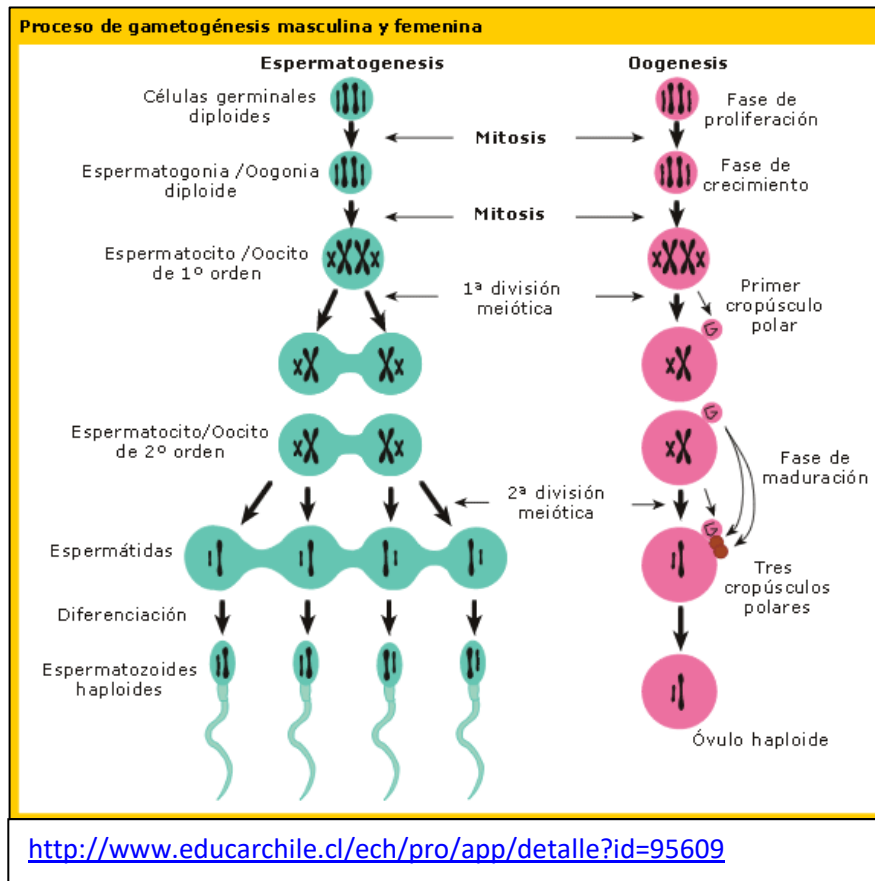 Proceso de gametogénesis masculina y femenina
Espermatogenesis
Oogenesis
Células germinales
diploides
Fase de
proliferación
Mitosis
Espermatogonia /Oogonia
diploide
Fase de
crecimiento
Mitosis
Espermatocito /Oocito
de 1º orden
1ª división
meiótica
Primer
cropúsculo
polar
Espermatocito/Oocito
de 2º orden
Fase de
maduración
2ª división
meiótica
Espermátidas
Tres
cropúsculos
polares
Diferenciación
Espermatozoides
haploides
Óvulo haploide
http://www.educarchile.cl/ech/pro/app/detalle?id=95609